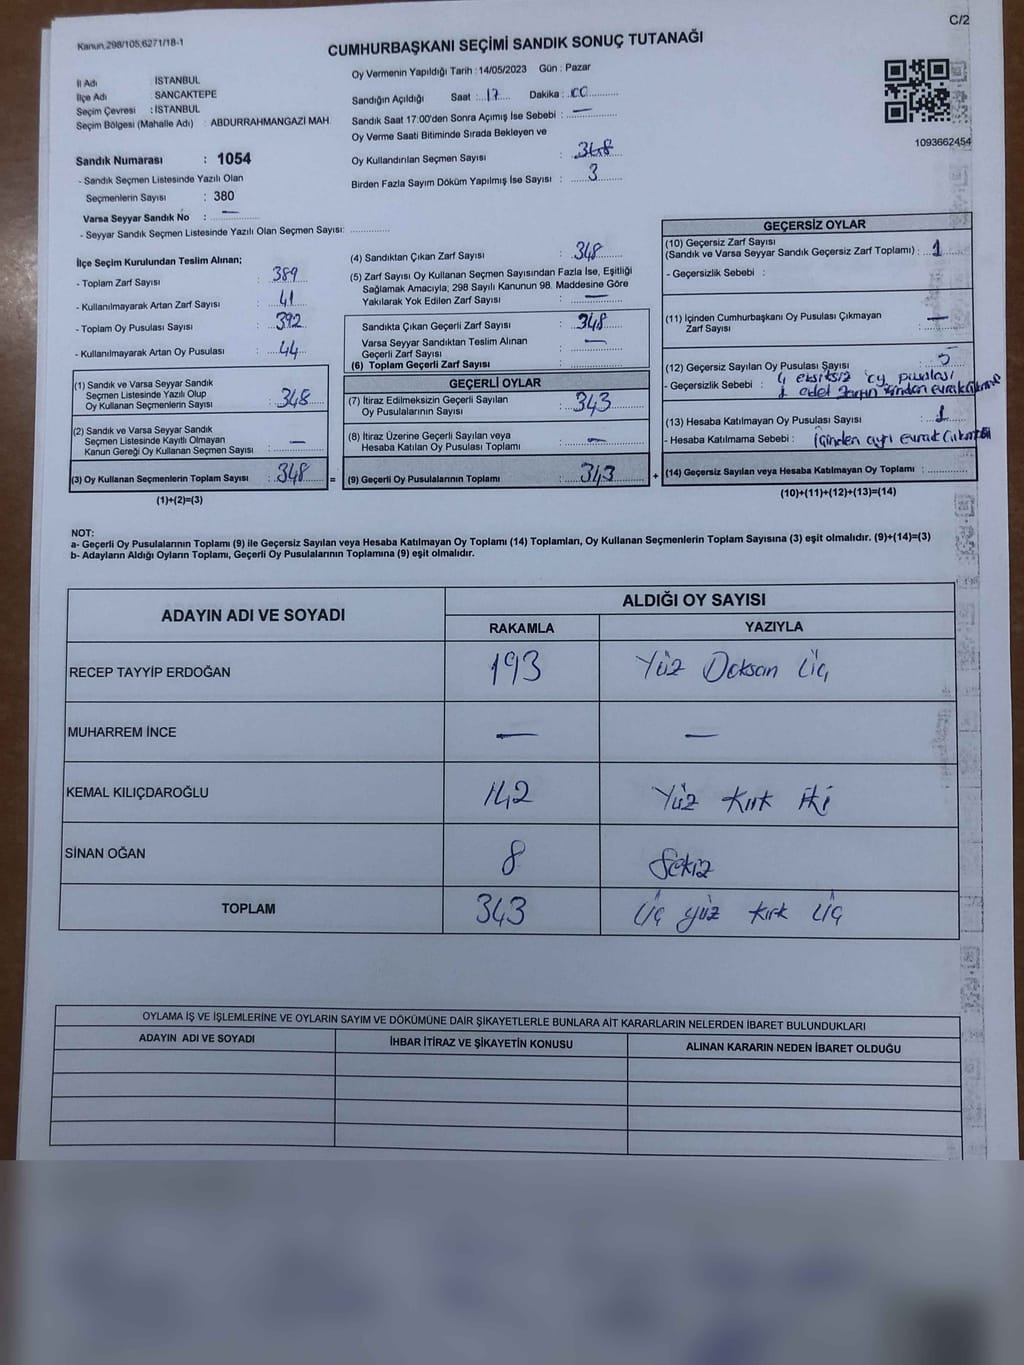 C/2
Kanun,298/105,6271/18-1
CUMHURBAŞKANI SEÇİMİ SANDIK SONUÇ TUTANAĞI
İl Adı İSTANBUL
İlçe Adı SANCAKTEPE
Seçim Çevresi : İSTANBUL
Seçim Bölgesi (Mahalle Adı) : ABDURRAHMANGAZİ MAH.
Sandık Numarası : 1054
- Sandık Seçmen Listesinde Yazılı Olan
Seçmenlerin Sayısı : 380
Varsa Seyyar Sandık No : —
- Seyyar Sandık Seçmen Listesinde Yazılı Olan Seçmen Sayısı: ..............
Oy Vermenin Yapıldığı Tarih : 14/05/2023 Gün : Pazar
Sandığın Açıldığı Saat : 17 Dakika : 00
Sandık Saat 17:00'den Sonra Açımış İse Sebebi : —
Oy Verme Saati Bitiminde Sırada Bekleyen ve
Oy Kullandırılan Seçmen Sayısı : 348
Birden Fazla Sayım Döküm Yapılmış İse Sayısı : 3
1093662454
İlçe Seçim Kurulundan Teslim Alınan;
- Toplam Zarf Sayısı : 389
- Kullanılmayarak Artan Zarf Sayısı : 41
- Toplam Oy Pusulası Sayısı : 392
- Kullanılmayarak Artan Oy Pusulası : 44
(1) Sandık ve Varsa Seyyar Sandık
Seçmen Listesinde Yazılı Olup
Oy Kullanan Seçmenlerin Sayısı : 348
(2) Sandık ve Varsa Seyyar Sandık
Seçmen Listesinde Kayıtlı Olmayan
Kanun Gereği Oy Kullanan Seçmen Sayısı : —
(3) Oy Kullanan Seçmenlerin Toplam Sayısı : 348 =
(1)+(2)=(3)
(4) Sandıktan Çıkan Zarf Sayısı : 348
(5) Zarf Sayısı Oy Kullanan Seçmen Sayısından Fazla İse, Eşitliği
Sağlamak Amacıyla, 298 Sayılı Kanunun 98. Maddesine Göre
Yakılarak Yok Edilen Zarf Sayısı : —
Sandıkta Çıkan Geçerli Zarf Sayısı : 348
Varsa Seyyar Sandıktan Teslim Alınan
Geçerli Zarf Sayısı : —
(6) Toplam Geçerli Zarf Sayısı :
GEÇERLİ OYLAR
(7) İtiraz Edilmeksizin Geçerli Sayılan
Oy Pusulalarının Sayısı : 343
(8) İtiraz Üzerine Geçerli Sayılan veya
Hesaba Katılan Oy Pusulası Toplamı : —
(9) Geçerli Oy Pusulalarının Toplamı : 343 +
GEÇERSİZ OYLAR
(10) Geçersiz Zarf Sayısı
(Sandık ve Varsa Seyyar Sandık Geçersiz Zarf Toplamı) : 1
- Geçersizlik Sebebi :
(11) İçinden Cumhurbaşkanı Oy Pusulası Çıkmayan
Zarf Sayısı : —
(12) Geçersiz Sayılan Oy Pusulası Sayısı : 5
- Geçersizlik Sebebi : 4 oy pusulası
1 adet zarfın içinden evrak
(13) Hesaba Katılmayan Oy Pusulası Sayısı : 1
- Hesaba Katılmama Sebebi : İçinden ayrı evrak
(14) Geçersiz Sayılan veya Hesaba Katılmayan Oy Toplamı : ..............
(10)+(11)+(12)+(13)=(14)
NOT:
a- Geçerli Oy Pusulalarının Toplamı (9) ile Geçersiz Sayılan veya Hesaba Katılmayan Oy Toplamı (14) Toplamları, Oy Kullanan Seçmenlerin Toplam Sayısına (3) eşit olmalıdır. (9)+(14)=(3)
b- Adayların Aldığı Oyların Toplamı, Geçerli Oy Pusulalarının Toplamına (9) eşit olmalıdır.
ADAYIN ADI VE SOYADI ALDIĞI OY SAYISI
RAKAMLA YAZIYLA
RECEP TAYYİP ERDOĞAN 193 Yüz Doksan Üç
MUHARREM İNCE — —
KEMAL KILIÇDAROĞLU 142 Yüz Kırk İki
SİNAN OĞAN 8 Sekiz
TOPLAM 343 Üç yüz kırk üç
OYLAMA İŞ VE İŞLEMLERİNE VE OYLARIN SAYIM VE DÖKÜMÜNE DAİR ŞİKAYETLERLE BUNLARA AİT KARARLARIN NELERDEN İBARET BULUNDUKLARI
ADAYIN ADI VE SOYADI İHBAR İTİRAZ VE ŞİKAYETİN KONUSU ALINAN KARARIN NEDEN İBARET OLDUĞU